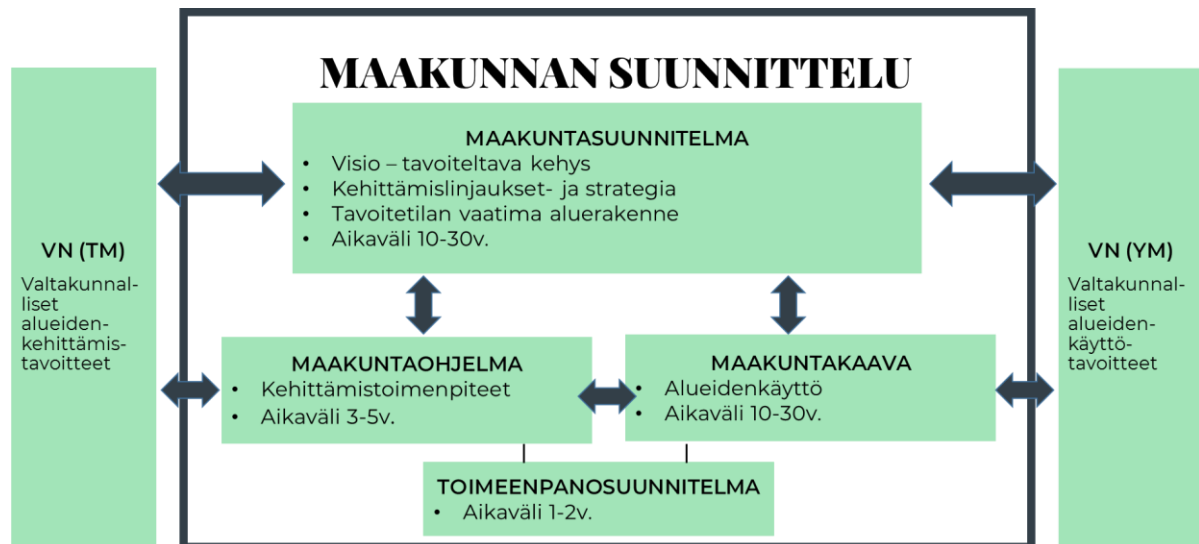 MAAKUNNAN SUUNNITTELU
MAAKUNTASUUNNITELMA
• Visio – tavoiteltava kehys
• Kehittämislinjaukset- ja strategia
• Tavoitetilan vaatima aluerakenne
• Aikaväli 10-30v.
VN (TM)
Valtakunnal-
liset
alueiden-
kehittämis-
tavoitteet
VN (YM)
Valtakunnal-
liset
alueiden-
käyttö-
tavoitteet
MAAKUNTAOHJELMA
• Kehittämistoimenpiteet
• Aikaväli 3-5v.
MAAKUNTAKAAVA
• Alueidenkäyttö
• Aikaväli 10-30v.
TOIMEENPANOSUUNNITELMA
• Aikaväli 1-2v.